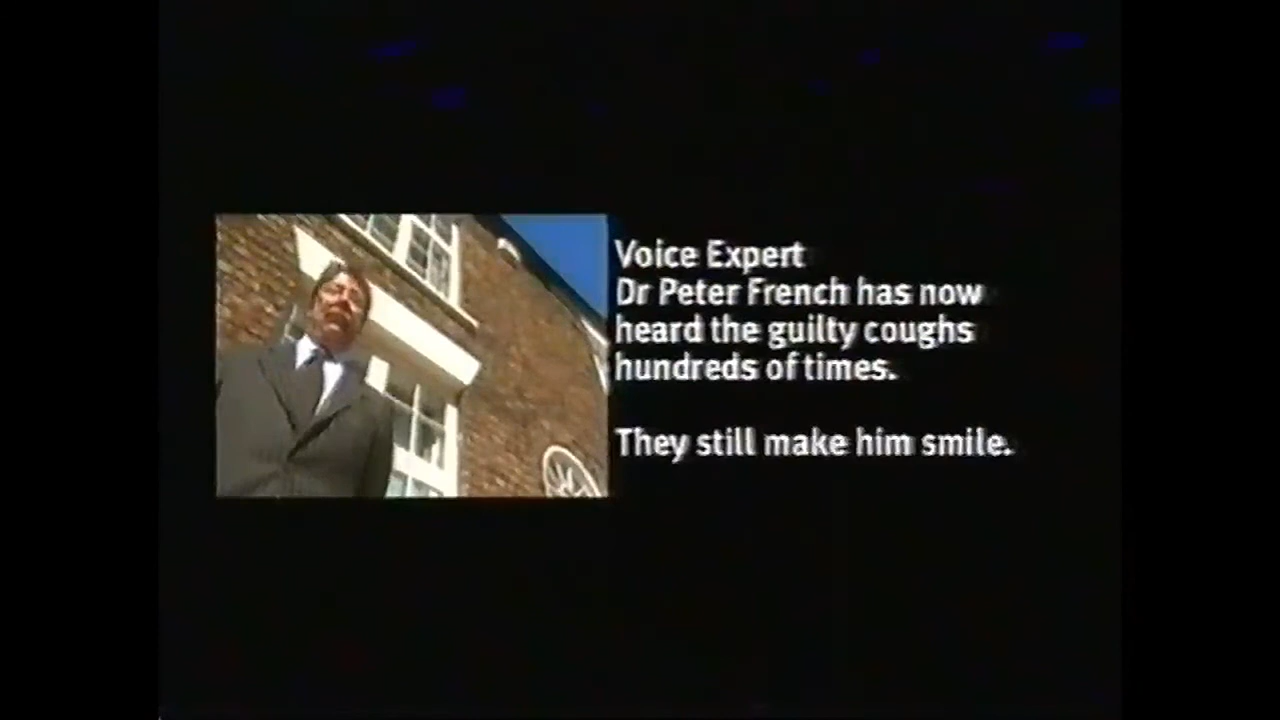 Voice Expert
Dr Peter French has now
heard the guilty coughs
hundreds of times.
They still make him smile.